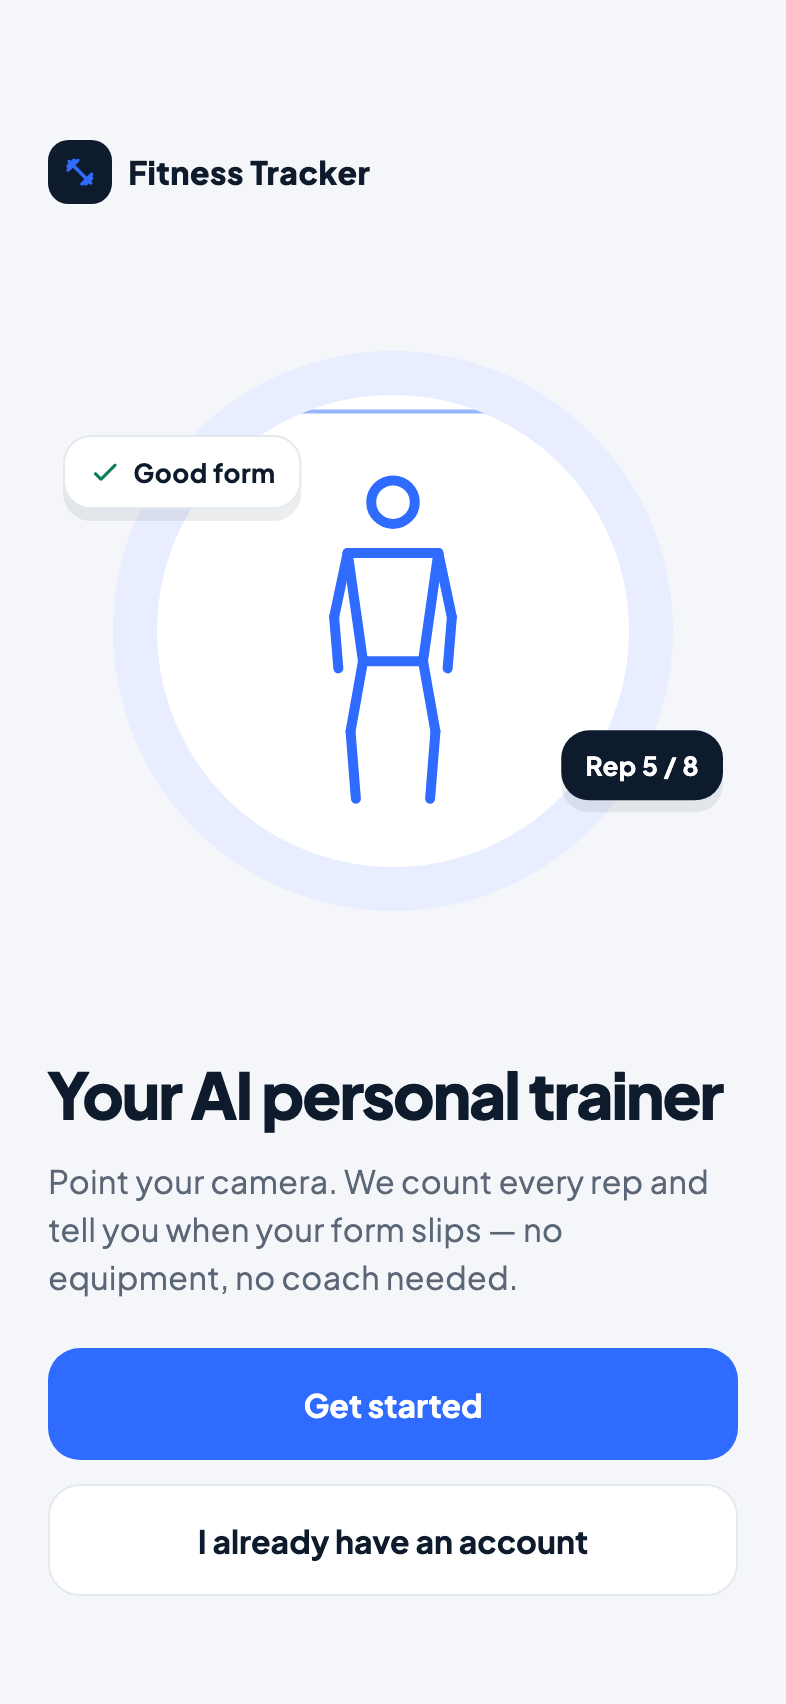 Fitness Tracker
Good form
Rep 5 / 8
Your AI personal trainer
Point your camera. We count every rep and
tell you when your form slips — no
equipment, no coach needed.
Get started
I already have an account